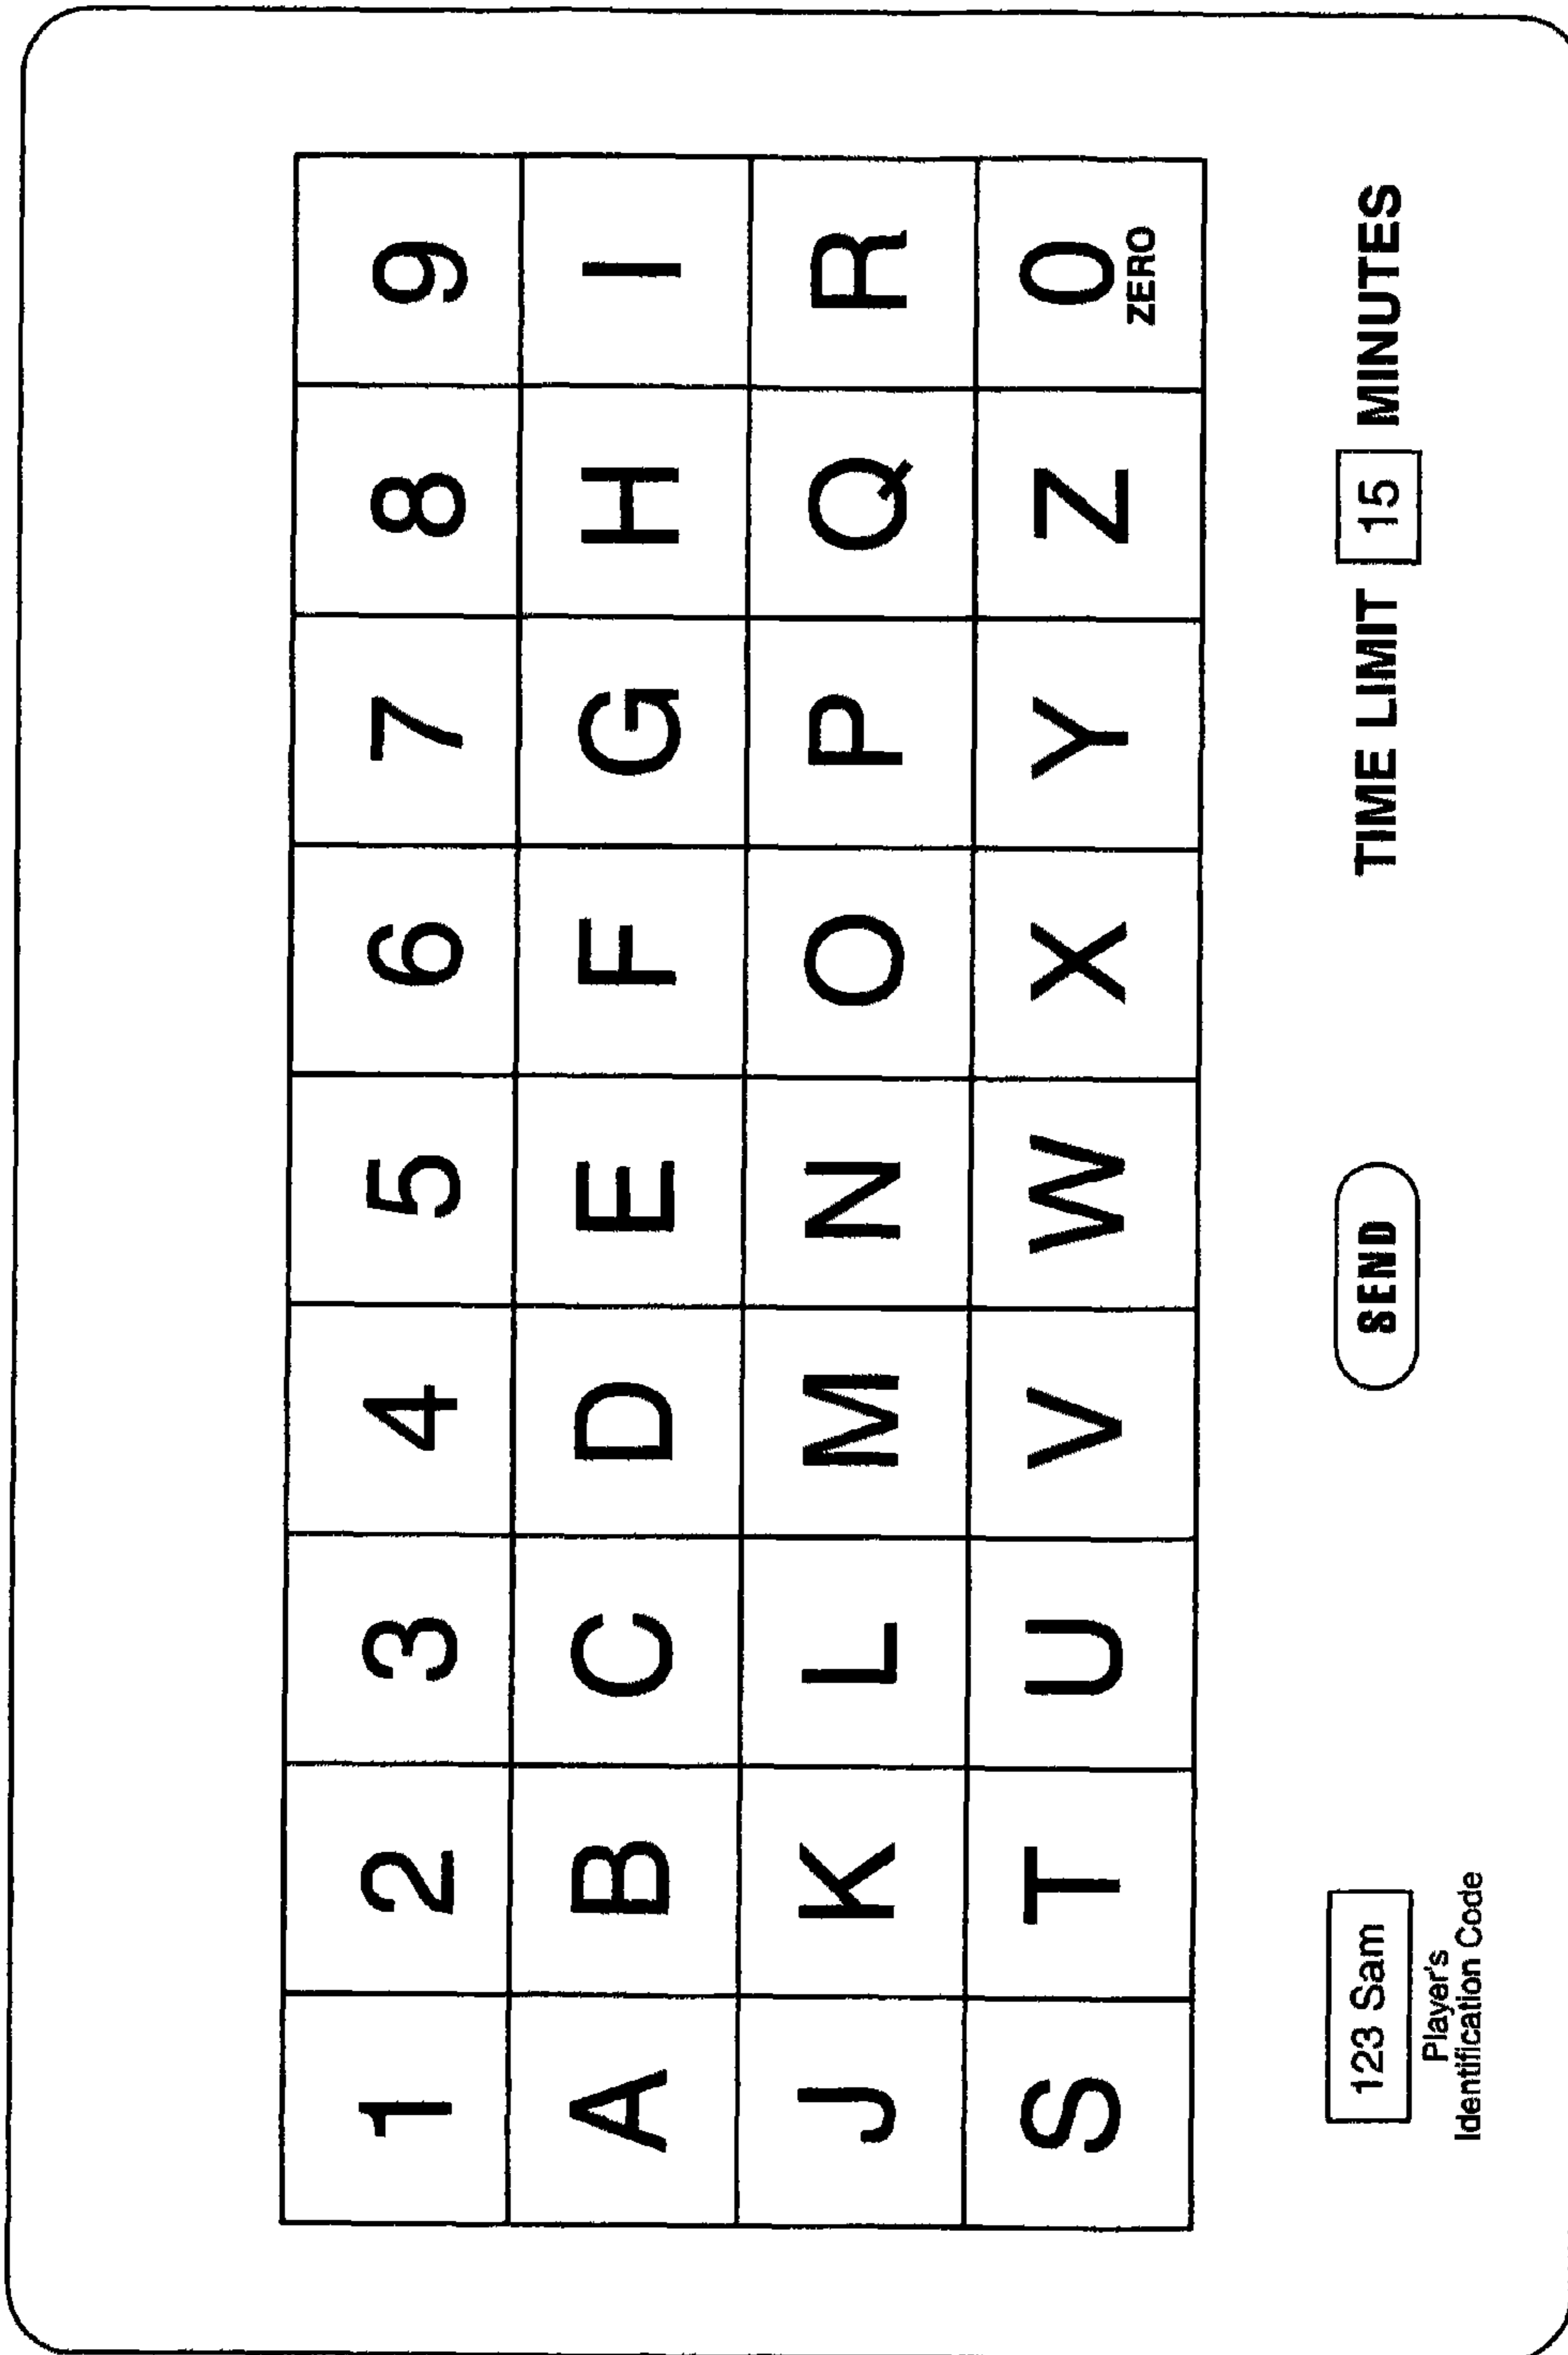 1 2 3 4 5 6 7 8 9
A B C D E F G H I
J K L M N O P Q R
S T U V W X Y Z 0
ZERO
123 Sam
Player's
Identification Code
SEND
TIME LIMIT 15 MINUTES